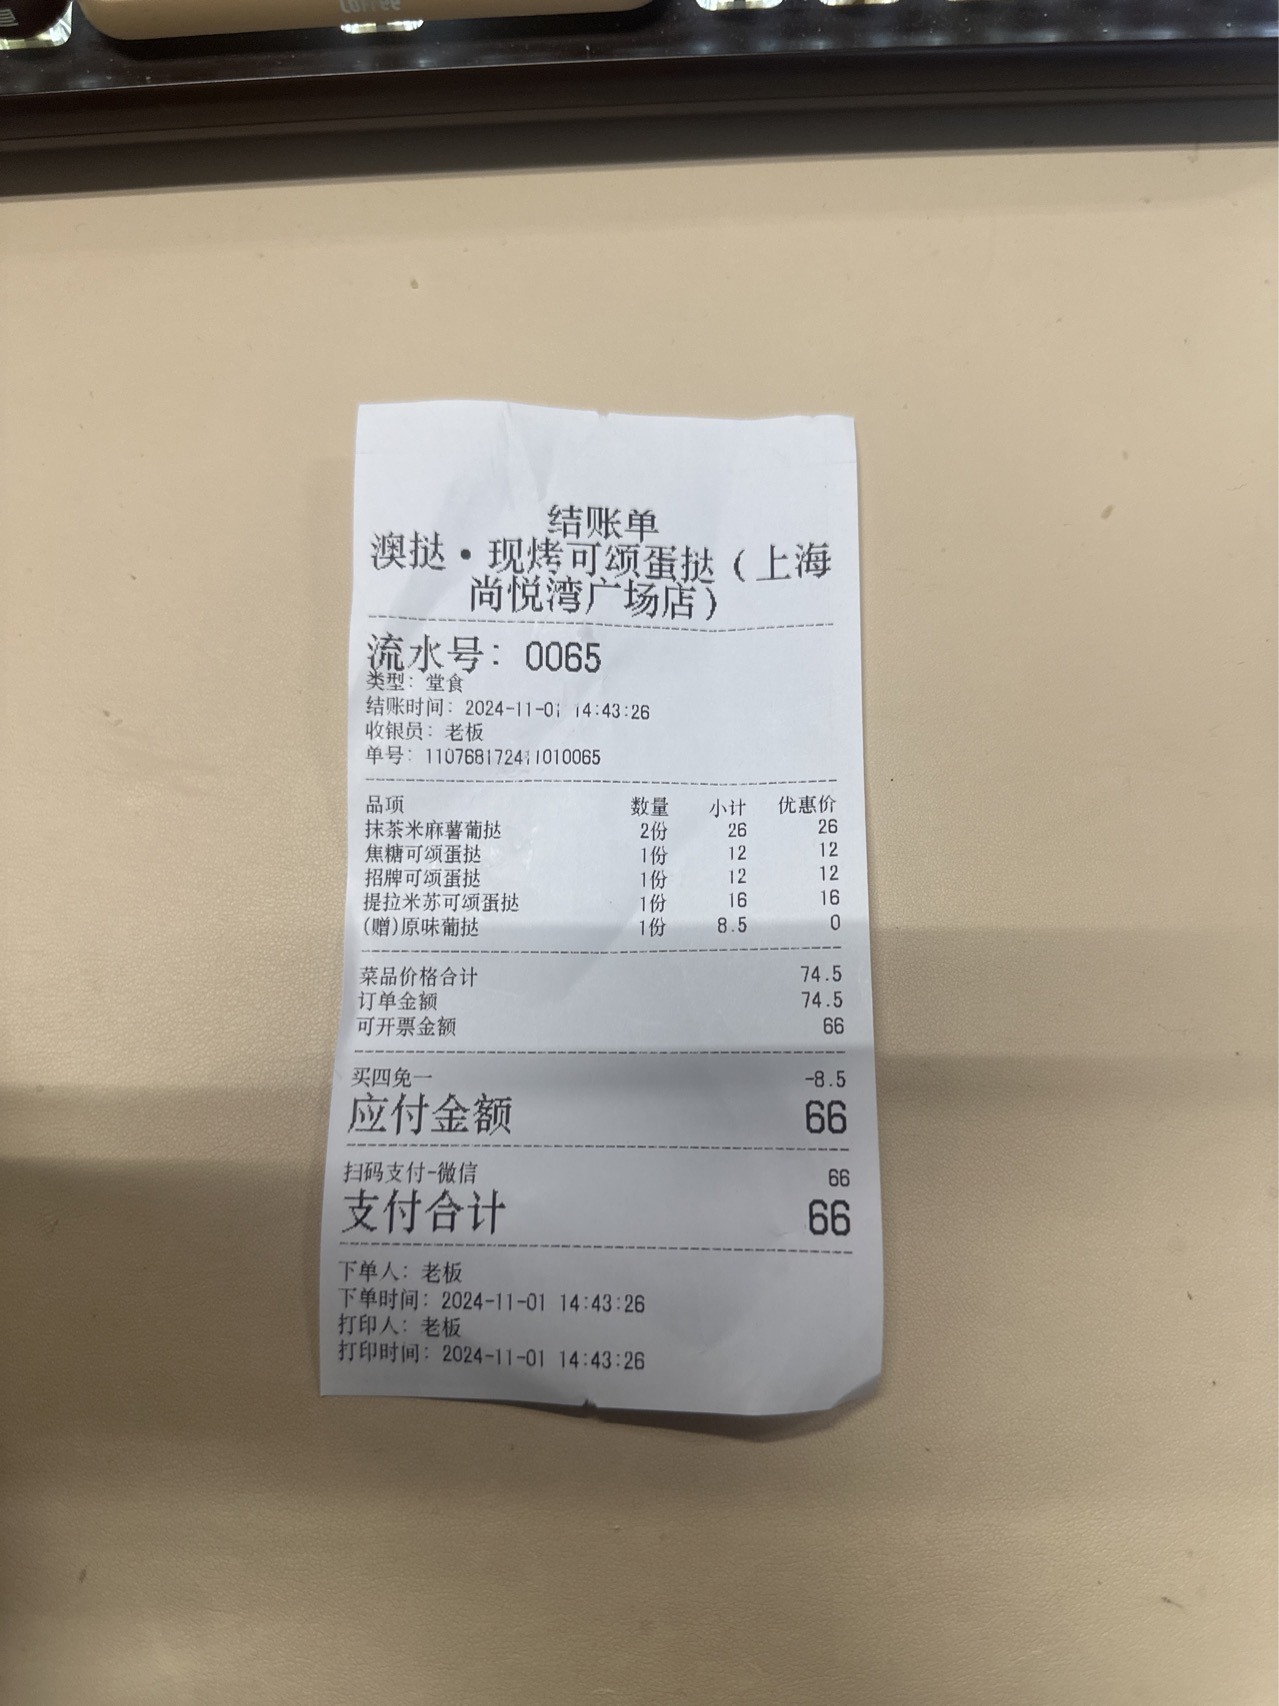 coffee
结账单
澳挞·现烤可颂蛋挞(上海
尚悦湾广场店)
流水号: 0065
类型: 堂食
结账时间: 2024-11-01 14:43:26
收银员: 老板
单号: 110768172411010065
品项 数量 小计 优惠价
抹茶米麻薯葡挞 2份 26 26
焦糖可颂蛋挞 1份 12 12
招牌可颂蛋挞 1份 12 12
提拉米苏可颂蛋挞 1份 16 16
(赠)原味葡挞 1份 8.5 0
菜品价格合计 74.5
订单金额 74.5
可开票金额 66
买四免一 -8.5
应付金额 66
扫码支付-微信 66
支付合计 66
下单人: 老板
下单时间: 2024-11-01 14:43:26
打印人: 老板
打印时间: 2024-11-01 14:43:26